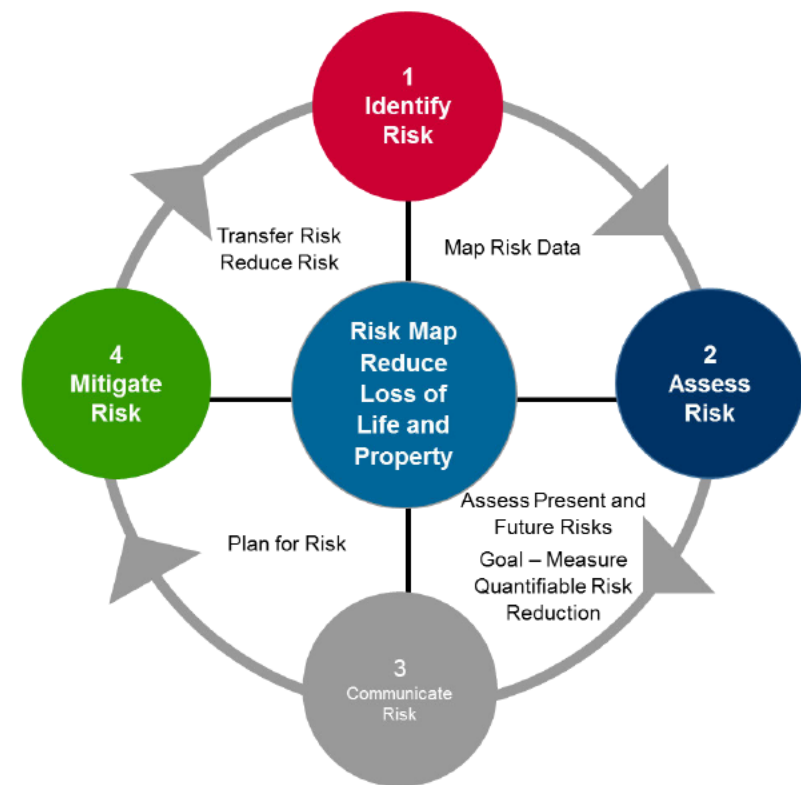 1
Identify
Risk
Transfer Risk
Reduce Risk
Map Risk Data
4
Mitigate
Risk
Risk Map
Reduce
Loss of
Life and
Property
2
Assess
Risk
Plan for Risk
Assess Present and
Future Risks
Goal – Measure
Quantifiable Risk
Reduction
3
Communicate
Risk